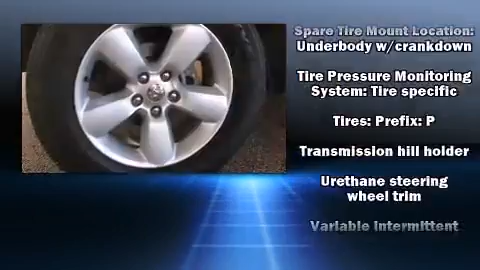 Spare Tire Mount Location:
Underbody w/crankdown
Tire Pressure Monitoring
System: Tire specific
Tires: Prefix: P
Transmission hill holder
Urethane steering
wheel trim
Variable Intermittent